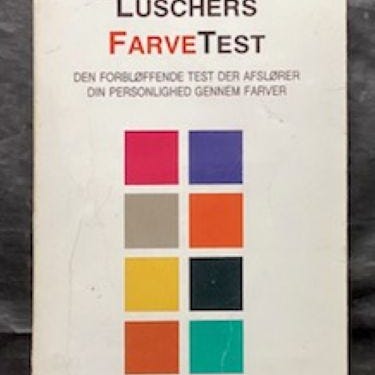 LUSCHERS
FARVETEST
DEN FORBLØFFENDE TEST DER AFSLØRER
DIN PERSONLIGHED GENNEM FARVER